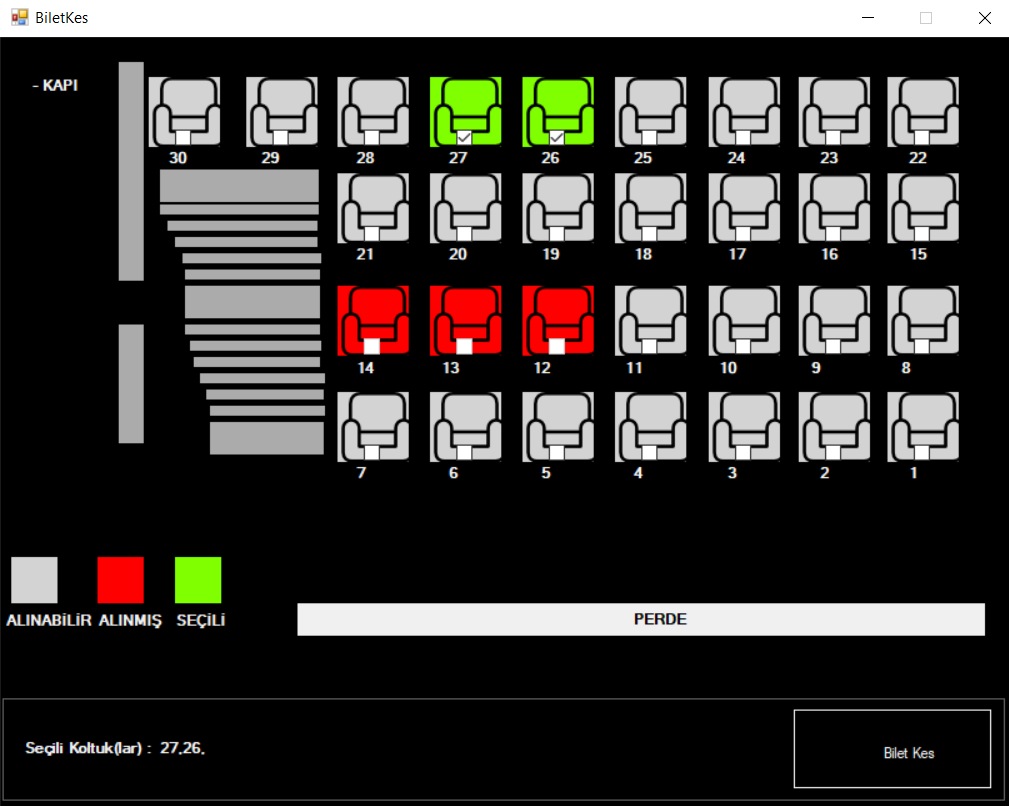 BiletKes
- KAPI
30 29 28 27 26 25 24 23 22
21 20 19 18 17 16 15
14 13 12 11 10 9 8
7 6 5 4 3 2 1
ALINABİLİR ALINMIŞ SEÇİLİ
PERDE
Seçili Koltuk(lar) : 27,26,
Bilet Kes